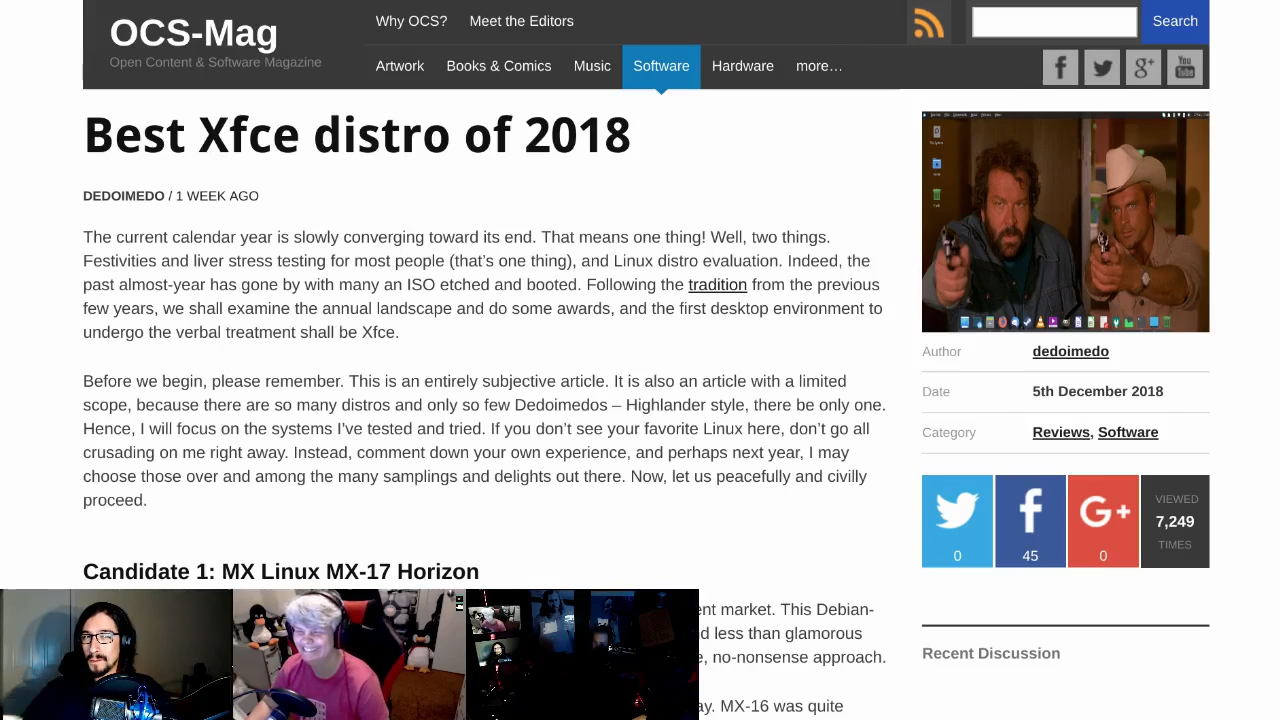 OCS-Mag
Open Content & Software Magazine
Why OCS? Meet the Editors
Search
Artwork Books & Comics Music Software Hardware more…
Best Xfce distro of 2018
DEDOIMEDO / 1 WEEK AGO
The current calendar year is slowly converging toward its end. That means one thing! Well, two things.
Festivities and liver stress testing for most people (that’s one thing), and Linux distro evaluation. Indeed, the
past almost-year has gone by with many an ISO etched and booted. Following the tradition from the previous
few years, we shall examine the annual landscape and do some awards, and the first desktop environment to
undergo the verbal treatment shall be Xfce.
Before we begin, please remember. This is an entirely subjective article. It is also an article with a limited
scope, because there are so many distros and only so few Dedoimedos – Highlander style, there be only one.
Hence, I will focus on the systems I’ve tested and tried. If you don’t see your favorite Linux here, don’t go all
crusading on me right away. Instead, comment down your own experience, and perhaps next year, I may
choose those over and among the many samplings and delights out there. Now, let us peacefully and civilly
proceed.
Candidate 1: MX Linux MX-17 Horizon
ent market. This Debian-
d less than glamorous
e, no-nonsense approach.
ay. MX-16 was quite
Author dedoimedo
Date 5th December 2018
Category Reviews, Software
0
45
G+
0
VIEWED
7,249
TIMES
Recent Discussion